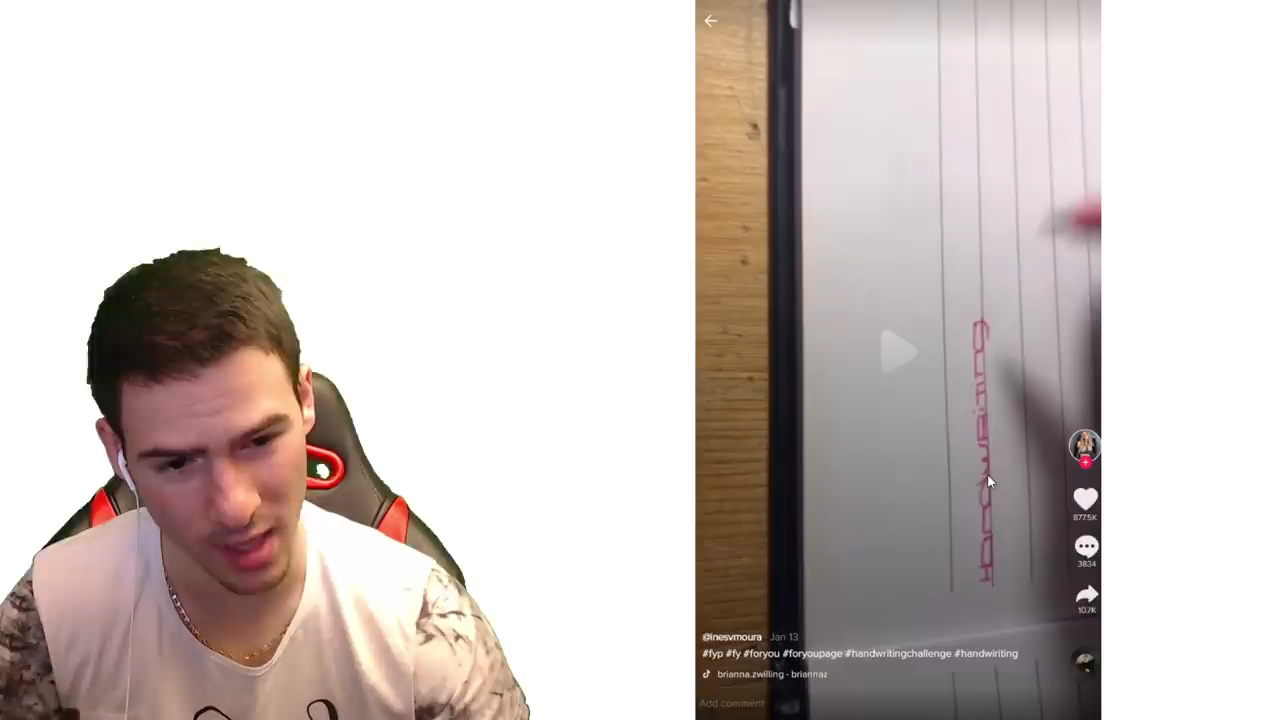 HANDWRITING
877.5K
3834
10.7K
@inesvmoura · Jan 13
#fyp #fy #foryou #foryoupage #handwritingchallenge #handwiriting
brianna.zwilling - briannaz
Add comment